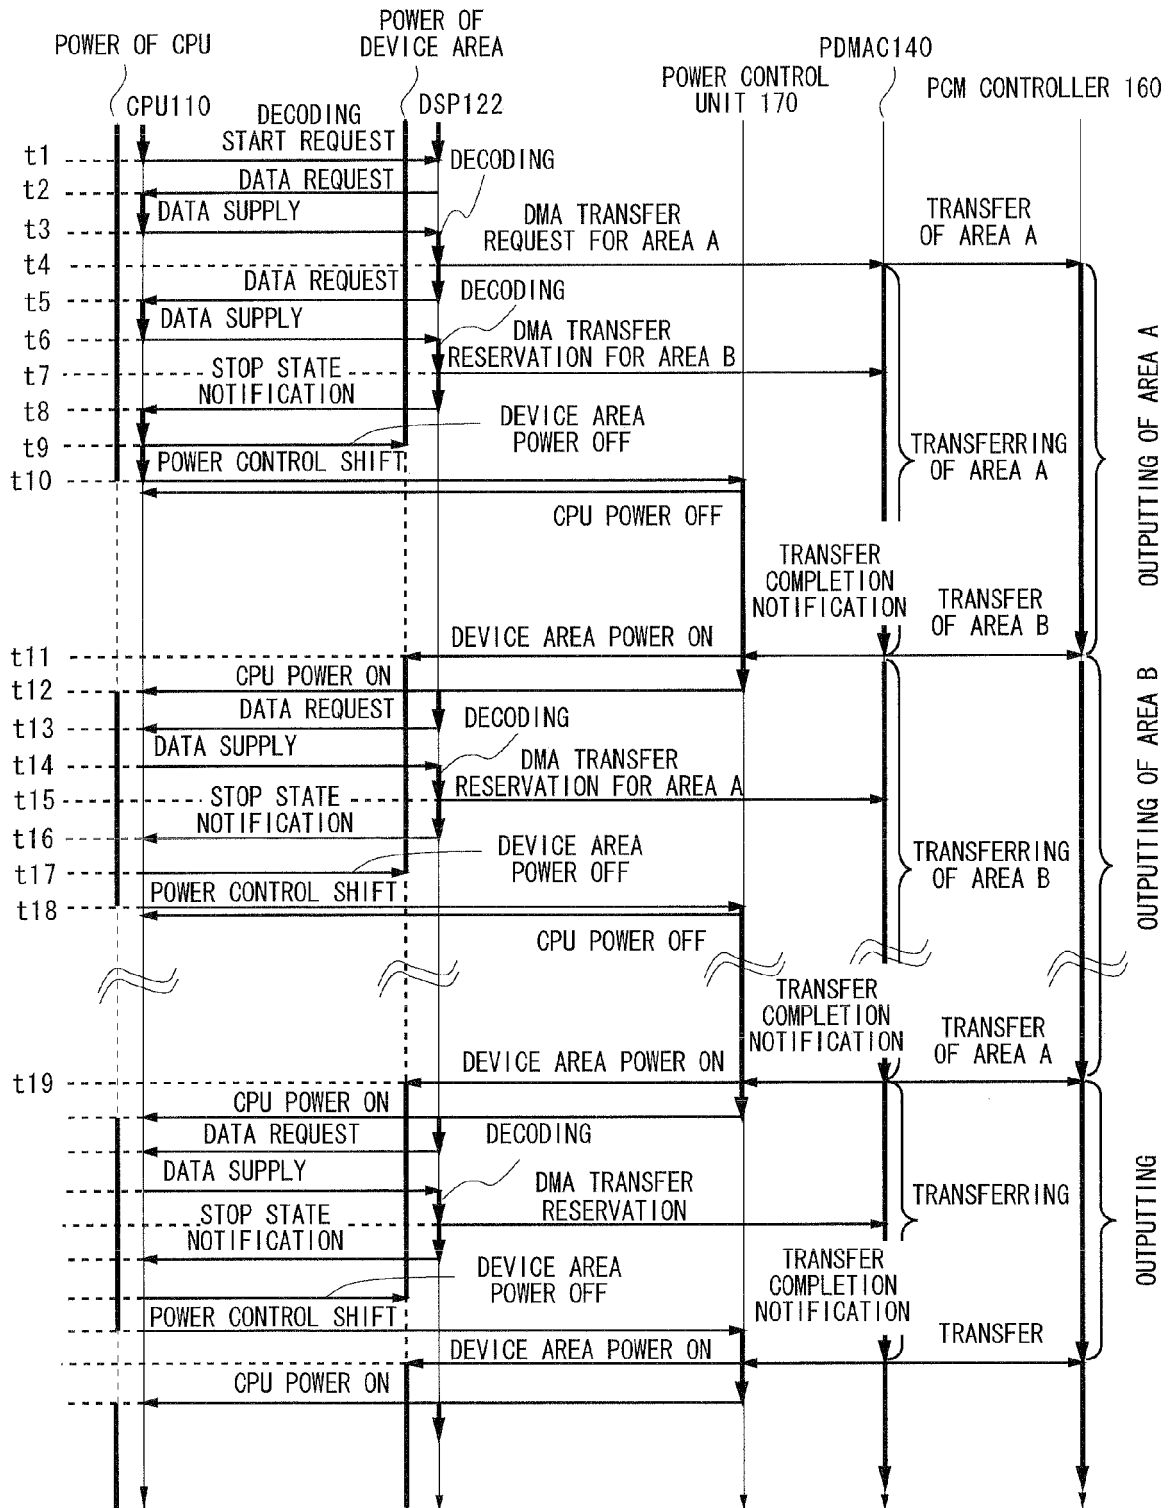 POWER OF CPU
POWER OF
DEVICE AREA
CPU110
DSP122
POWER CONTROL
UNIT 170
PDMAC140
PCM CONTROLLER 160
DECODING
START REQUEST
t1
DECODING
DATA REQUEST
t2
DATA SUPPLY
t3
DMA TRANSFER
REQUEST FOR AREA A
TRANSFER
OF AREA A
t4
DATA REQUEST
DECODING
t5
DATA SUPPLY
t6
DMA TRANSFER
RESERVATION FOR AREA B
t7
STOP STATE
NOTIFICATION
t8
DEVICE AREA
POWER OFF
t9
POWER CONTROL SHIFT
t10
CPU POWER OFF
TRANSFERRING
OF AREA A
OUTPUTTING OF AREA A
TRANSFER
COMPLETION
NOTIFICATION
TRANSFER
OF AREA B
DEVICE AREA POWER ON
t11
CPU POWER ON
t12
DATA REQUEST
t13
DECODING
DATA SUPPLY
t14
DMA TRANSFER
RESERVATION FOR AREA A
t15
STOP STATE
NOTIFICATION
t16
DEVICE AREA
POWER OFF
t17
POWER CONTROL SHIFT
t18
CPU POWER OFF
TRANSFERRING
OF AREA B
OUTPUTTING OF AREA B
TRANSFER
COMPLETION
NOTIFICATION
TRANSFER
OF AREA A
DEVICE AREA POWER ON
t19
CPU POWER ON
DATA REQUEST
DECODING
DATA SUPPLY
DMA TRANSFER
RESERVATION
STOP STATE
NOTIFICATION
TRANSFERRING
OUTPUTTING
DEVICE AREA
POWER OFF
TRANSFER
COMPLETION
NOTIFICATION
POWER CONTROL SHIFT
TRANSFER
DEVICE AREA POWER ON
CPU POWER ON